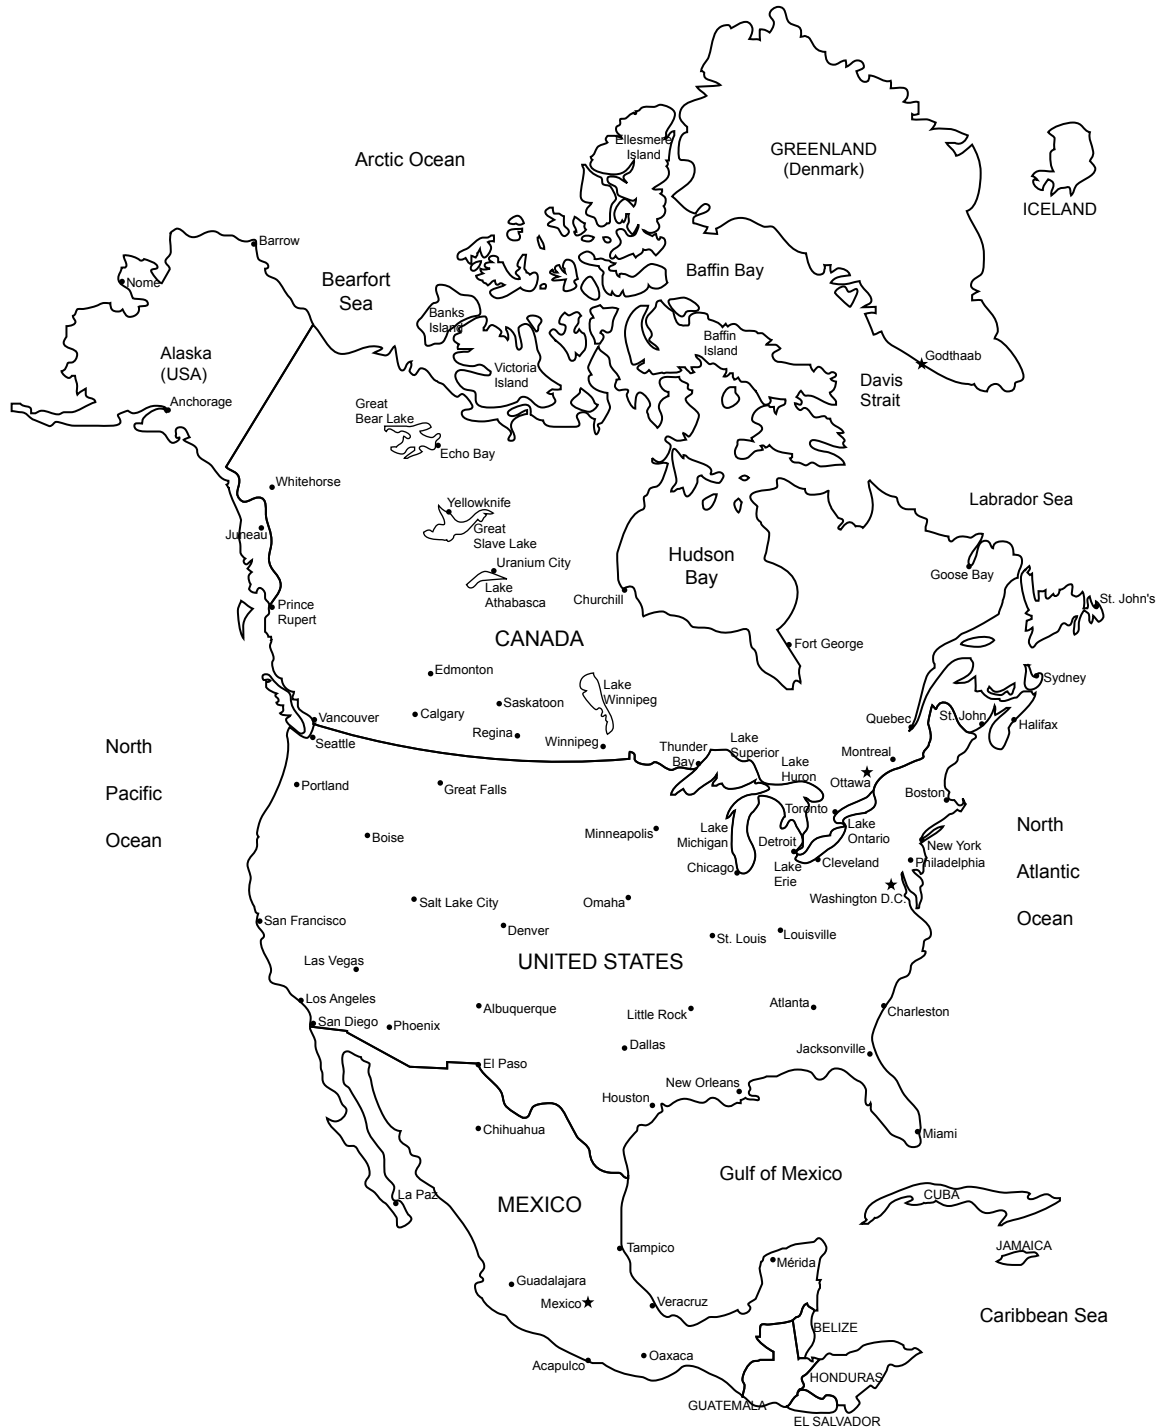 Ellesmere
Island
Arctic Ocean
GREENLAND
(Denmark)
ICELAND
Barrow
Nome
Bearfort
Sea
Baffin Bay
Banks
Island
Baffin
Island
Alaska
(USA)
Victoria
Island
Godthaab
Davis
Strait
Anchorage
Great
Bear Lake
Echo Bay
Whitehorse
Labrador Sea
Yellowknife
Great
Slave Lake
Juneau
Hudson
Bay
Uranium City
Goose Bay
Lake
Athabasca
Churchill
Prince
Rupert
St. John's
CANADA
Fort George
Edmonton
Sydney
Lake
Winnipeg
Saskatoon
Calgary
Vancouver
Quebec
St. John
Halifax
Regina
Winnipeg
Seattle
Lake
Superior
Thunder
Bay
Montreal
North
Pacific
Ocean
Lake
Huron
Ottawa
Portland
Great Falls
Boston
Toronto
Boise
Minneapolis
Lake
Michigan
Detroit
Lake
Ontario
North
Atlantic
Ocean
New York
Philadelphia
Chicago
Lake
Erie
Cleveland
Washington D.C.
Salt Lake City
Omaha
San Francisco
Denver
St. Louis
Louisville
Las Vegas
UNITED STATES
Los Angeles
Albuquerque
Little Rock
Atlanta
Charleston
San Diego
Phoenix
Dallas
Jacksonville
El Paso
New Orleans
Houston
Chihuahua
Miami
Gulf of Mexico
La Paz
MEXICO
CUBA
Tampico
JAMAICA
Mérida
Guadalajara
Mexico
Veracruz
Caribbean Sea
BELIZE
Acapulco
Oaxaca
HONDURAS
GUATEMALA
EL SALVADOR